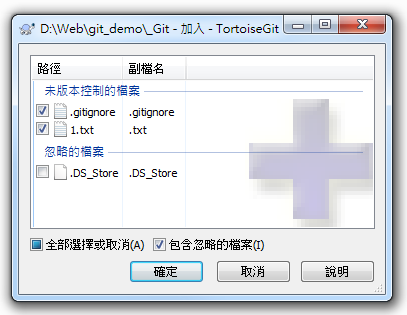 D:\Web\git_demo\_Git - 加入 - TortoiseGit
路徑 副檔名
未版本控制的檔案
.gitignore .gitignore
1.txt .txt
忽略的檔案
.DS_Store .DS_Store
全部選擇或取消(A) 包含忽略的檔案(I)
確定 取消 說明